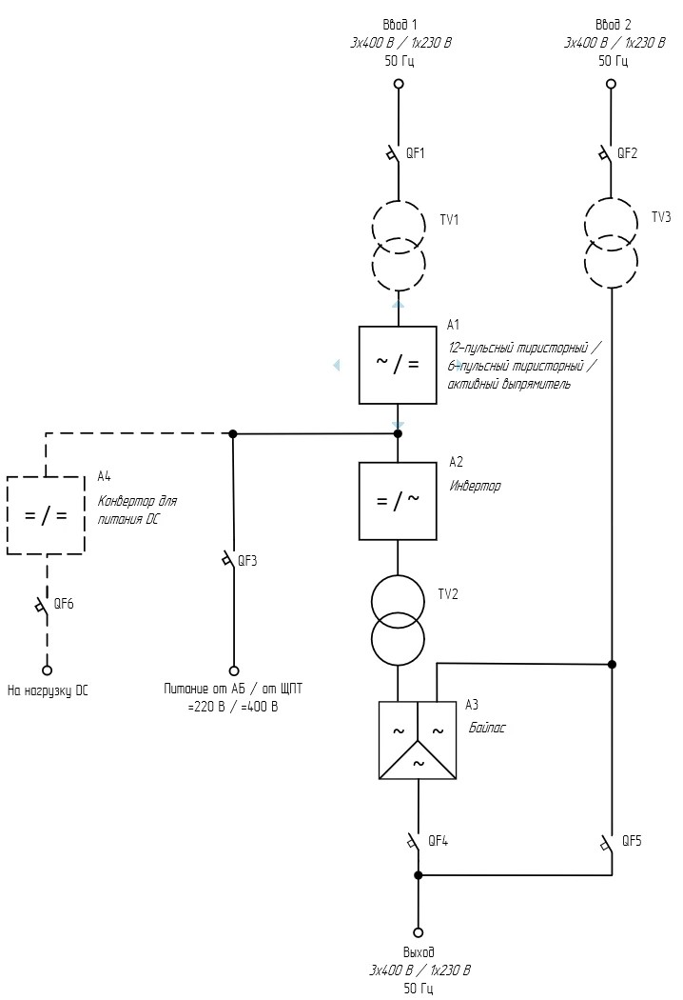 Ввод 1
3х400 В / 1х230 В
50 Гц
Ввод 2
3х400 В / 1х230 В
50 Гц
QF1
QF2
TV1
TV3
A1
12-пульсный тиристорный /
6-пульсный тиристорный /
активный выпрямитель
~ / =
A4
Конвертор для
питания DC
= / =
A2
Инвертор
= / ~
QF3
QF6
TV2
На нагрузку DC
Питание от АБ / от ЩПТ
=220 В / =400 В
A3
Байпас
~ ~
~
QF4
QF5
Выход
3х400 В / 1х230 В
50 Гц